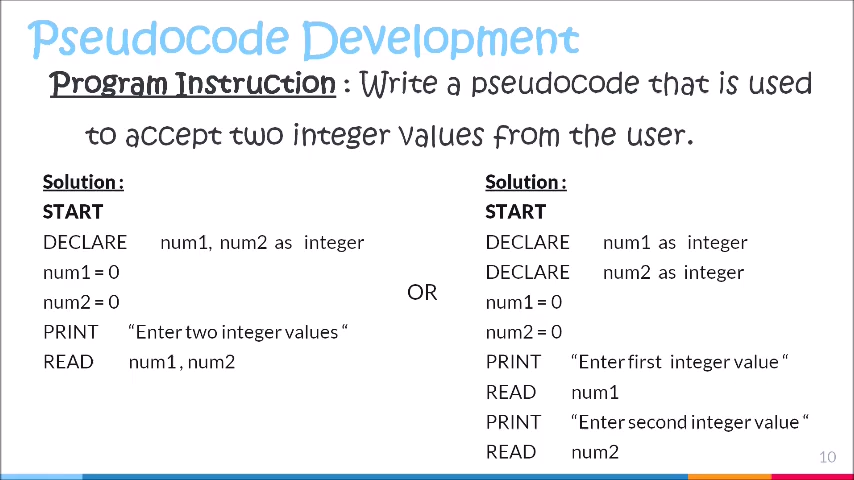 Pseudocode Development
Program Instruction : Write a pseudocode that is used
to accept two integer values from the user.
Solution :
START
DECLARE num1, num2 as integer
num1 = 0
num2 = 0
PRINT “Enter two integer values “
READ num1 , num2
OR
Solution :
START
DECLARE num1 as integer
DECLARE num2 as integer
num1 = 0
num2 = 0
PRINT “Enter first integer value “
READ num1
PRINT “Enter second integer value “
READ num2
10